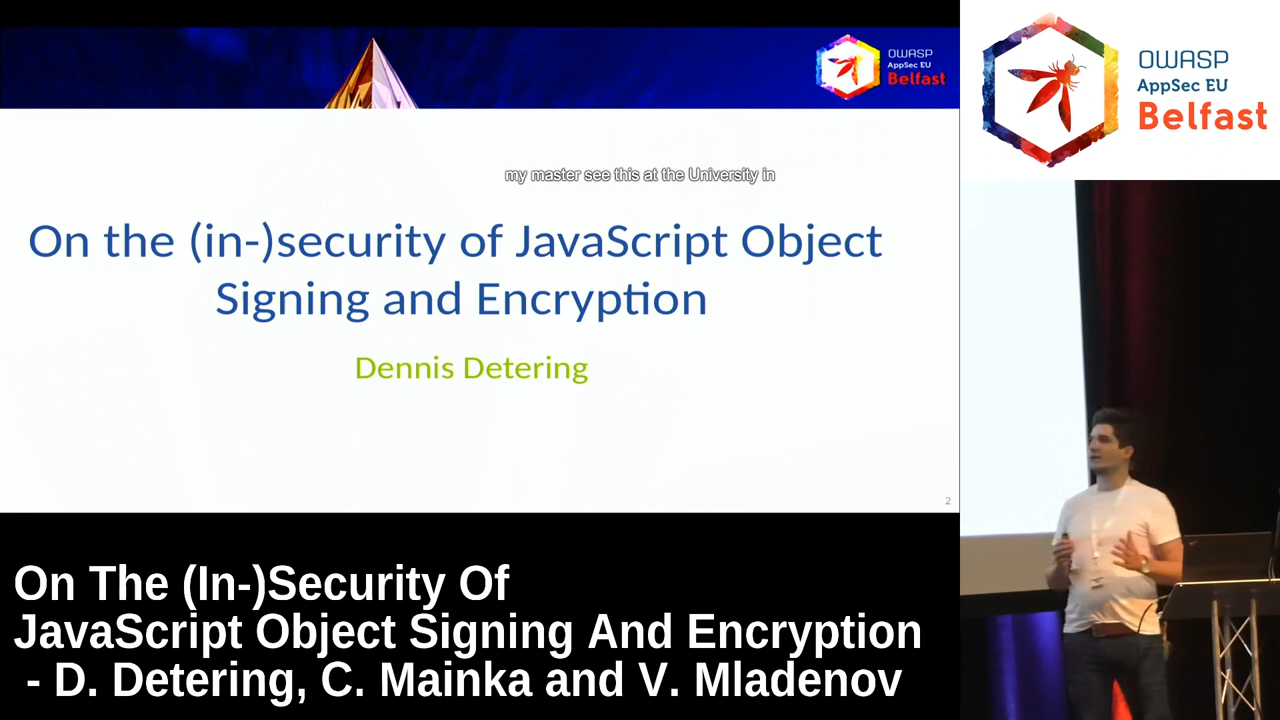 OWASP
AppSec EU
Belfast
OWASP
AppSec EU
Belfast
my master see this at the University in
On the (in-)security of JavaScript Object
Signing and Encryption
Dennis Detering
2
On The (In-)Security Of
JavaScript Object Signing And Encryption
- D. Detering, C. Mainka and V. Mladenov